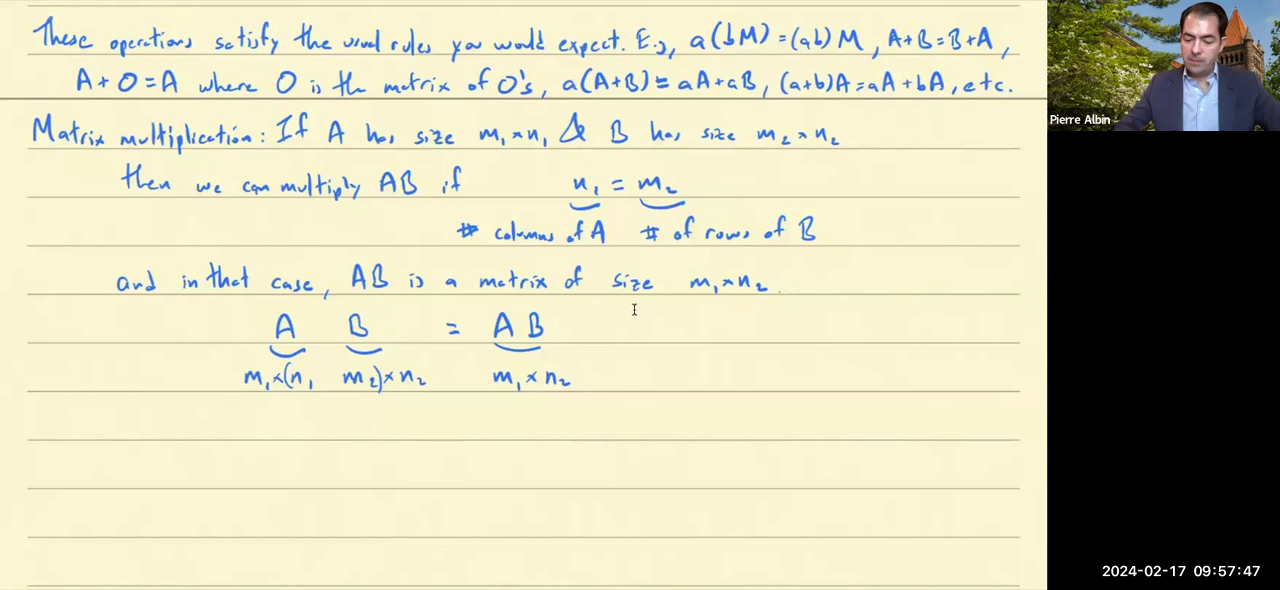 These operations satisfy the usual rules you would expect. E.g., a(bM)=(ab)M, A+B=B+A,
A+O=A where O is the matrix of O's, a(A+B)=aA+aB, (a+b)A=aA+bA, etc.
Matrix multiplication: If A has size m₁×n₁ & B has size m₂×n₂
then we can multiply AB if n₁ = m₂
# columns of A # of rows of B
and in that case, AB is a matrix of size m₁×n₂.
A B = AB
m₁×(n₁ m₂)×n₂ m₁×n₂
Pierre Albin
2024-02-17 09:57:47